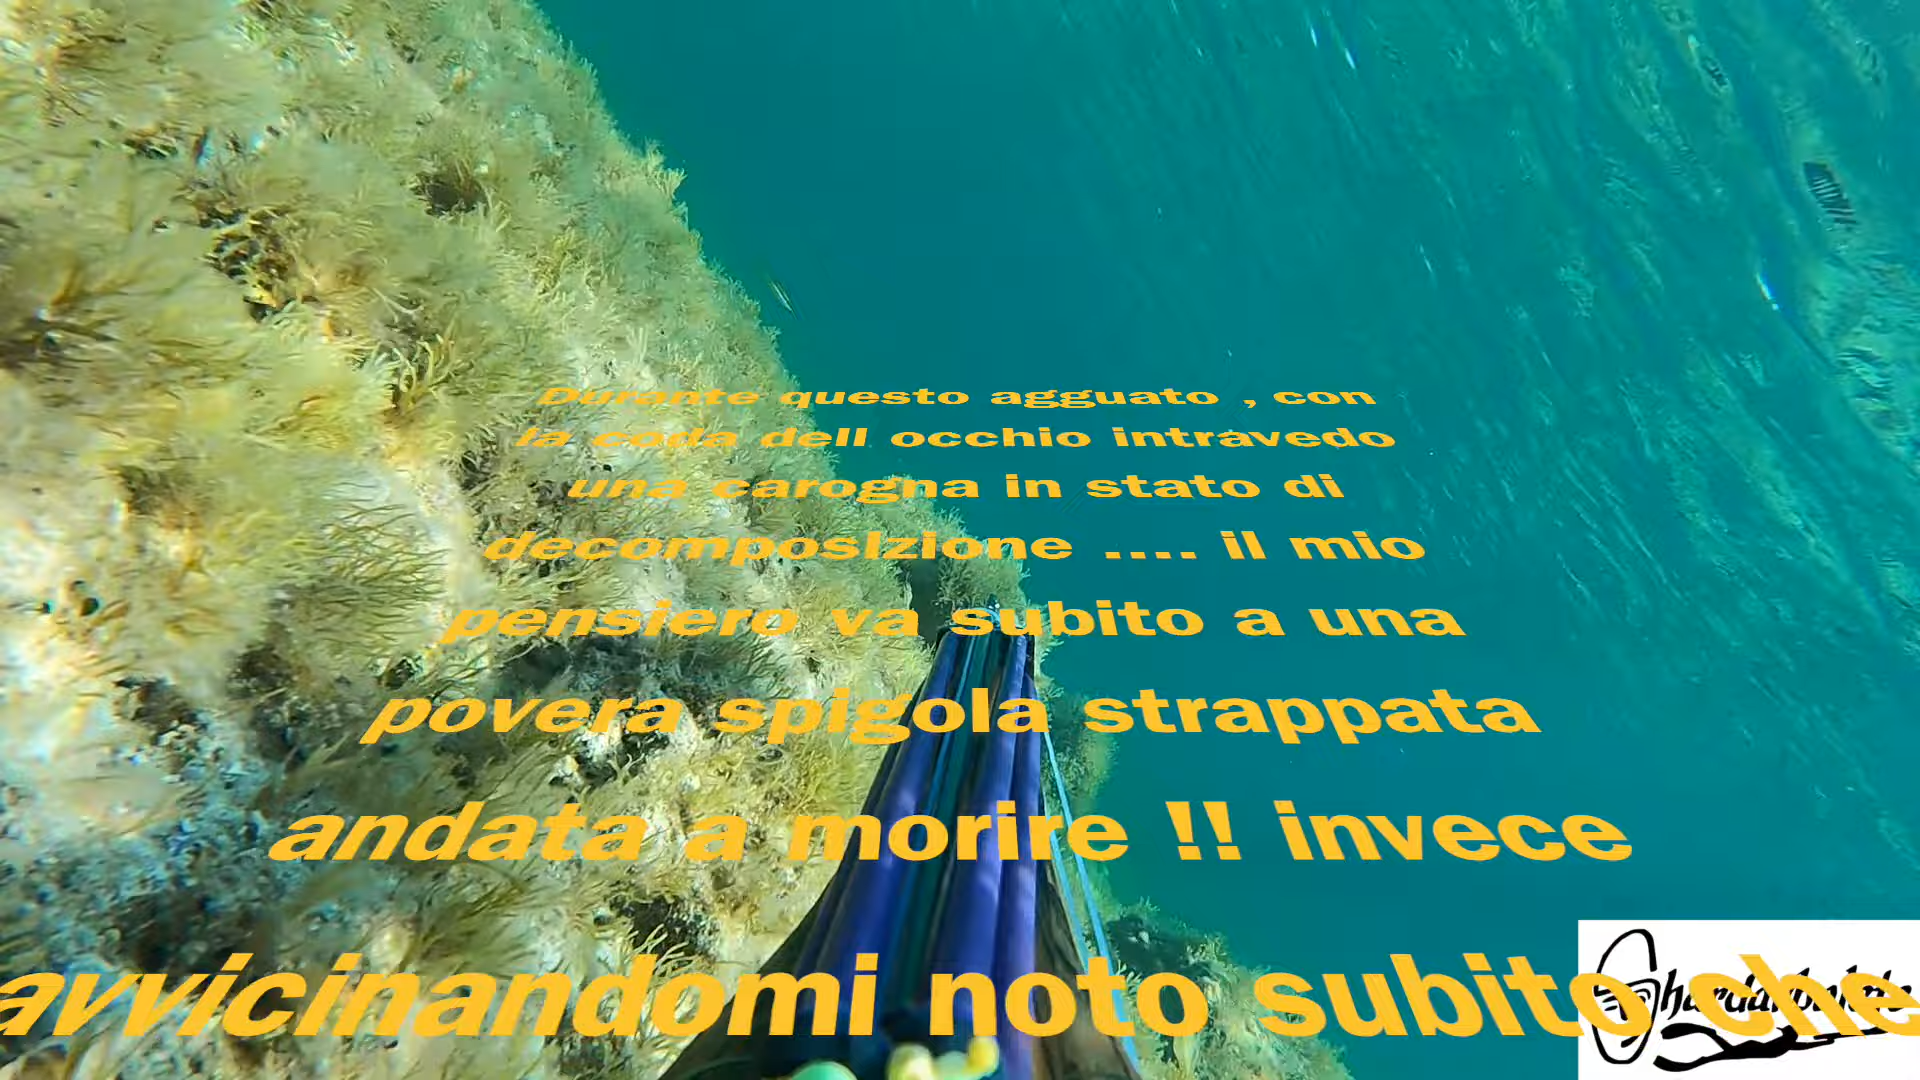 Durante questo agguato , con
la coda dell occhio intravedo
una carogna in stato di
decomposizione .... il mio
pensiero va subito a una
povera spigola strappata
andata a morire !! invece
avvicinandomi noto subito che